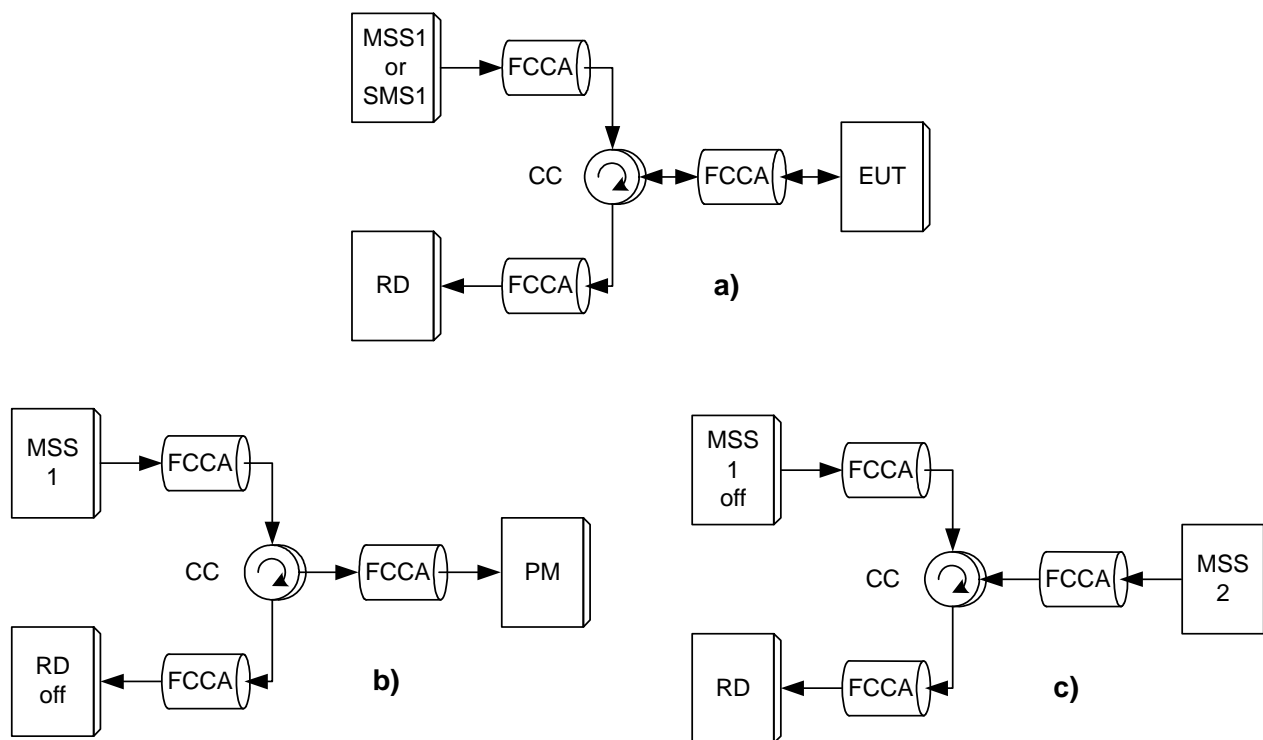 MSS1
or
SMS1
FCCA
CC
FCCA
EUT
RD
FCCA
a)
MSS
1
FCCA
CC
FCCA
PM
RD
off
FCCA
b)
MSS
1
off
FCCA
CC
FCCA
MSS
2
RD
FCCA
c)